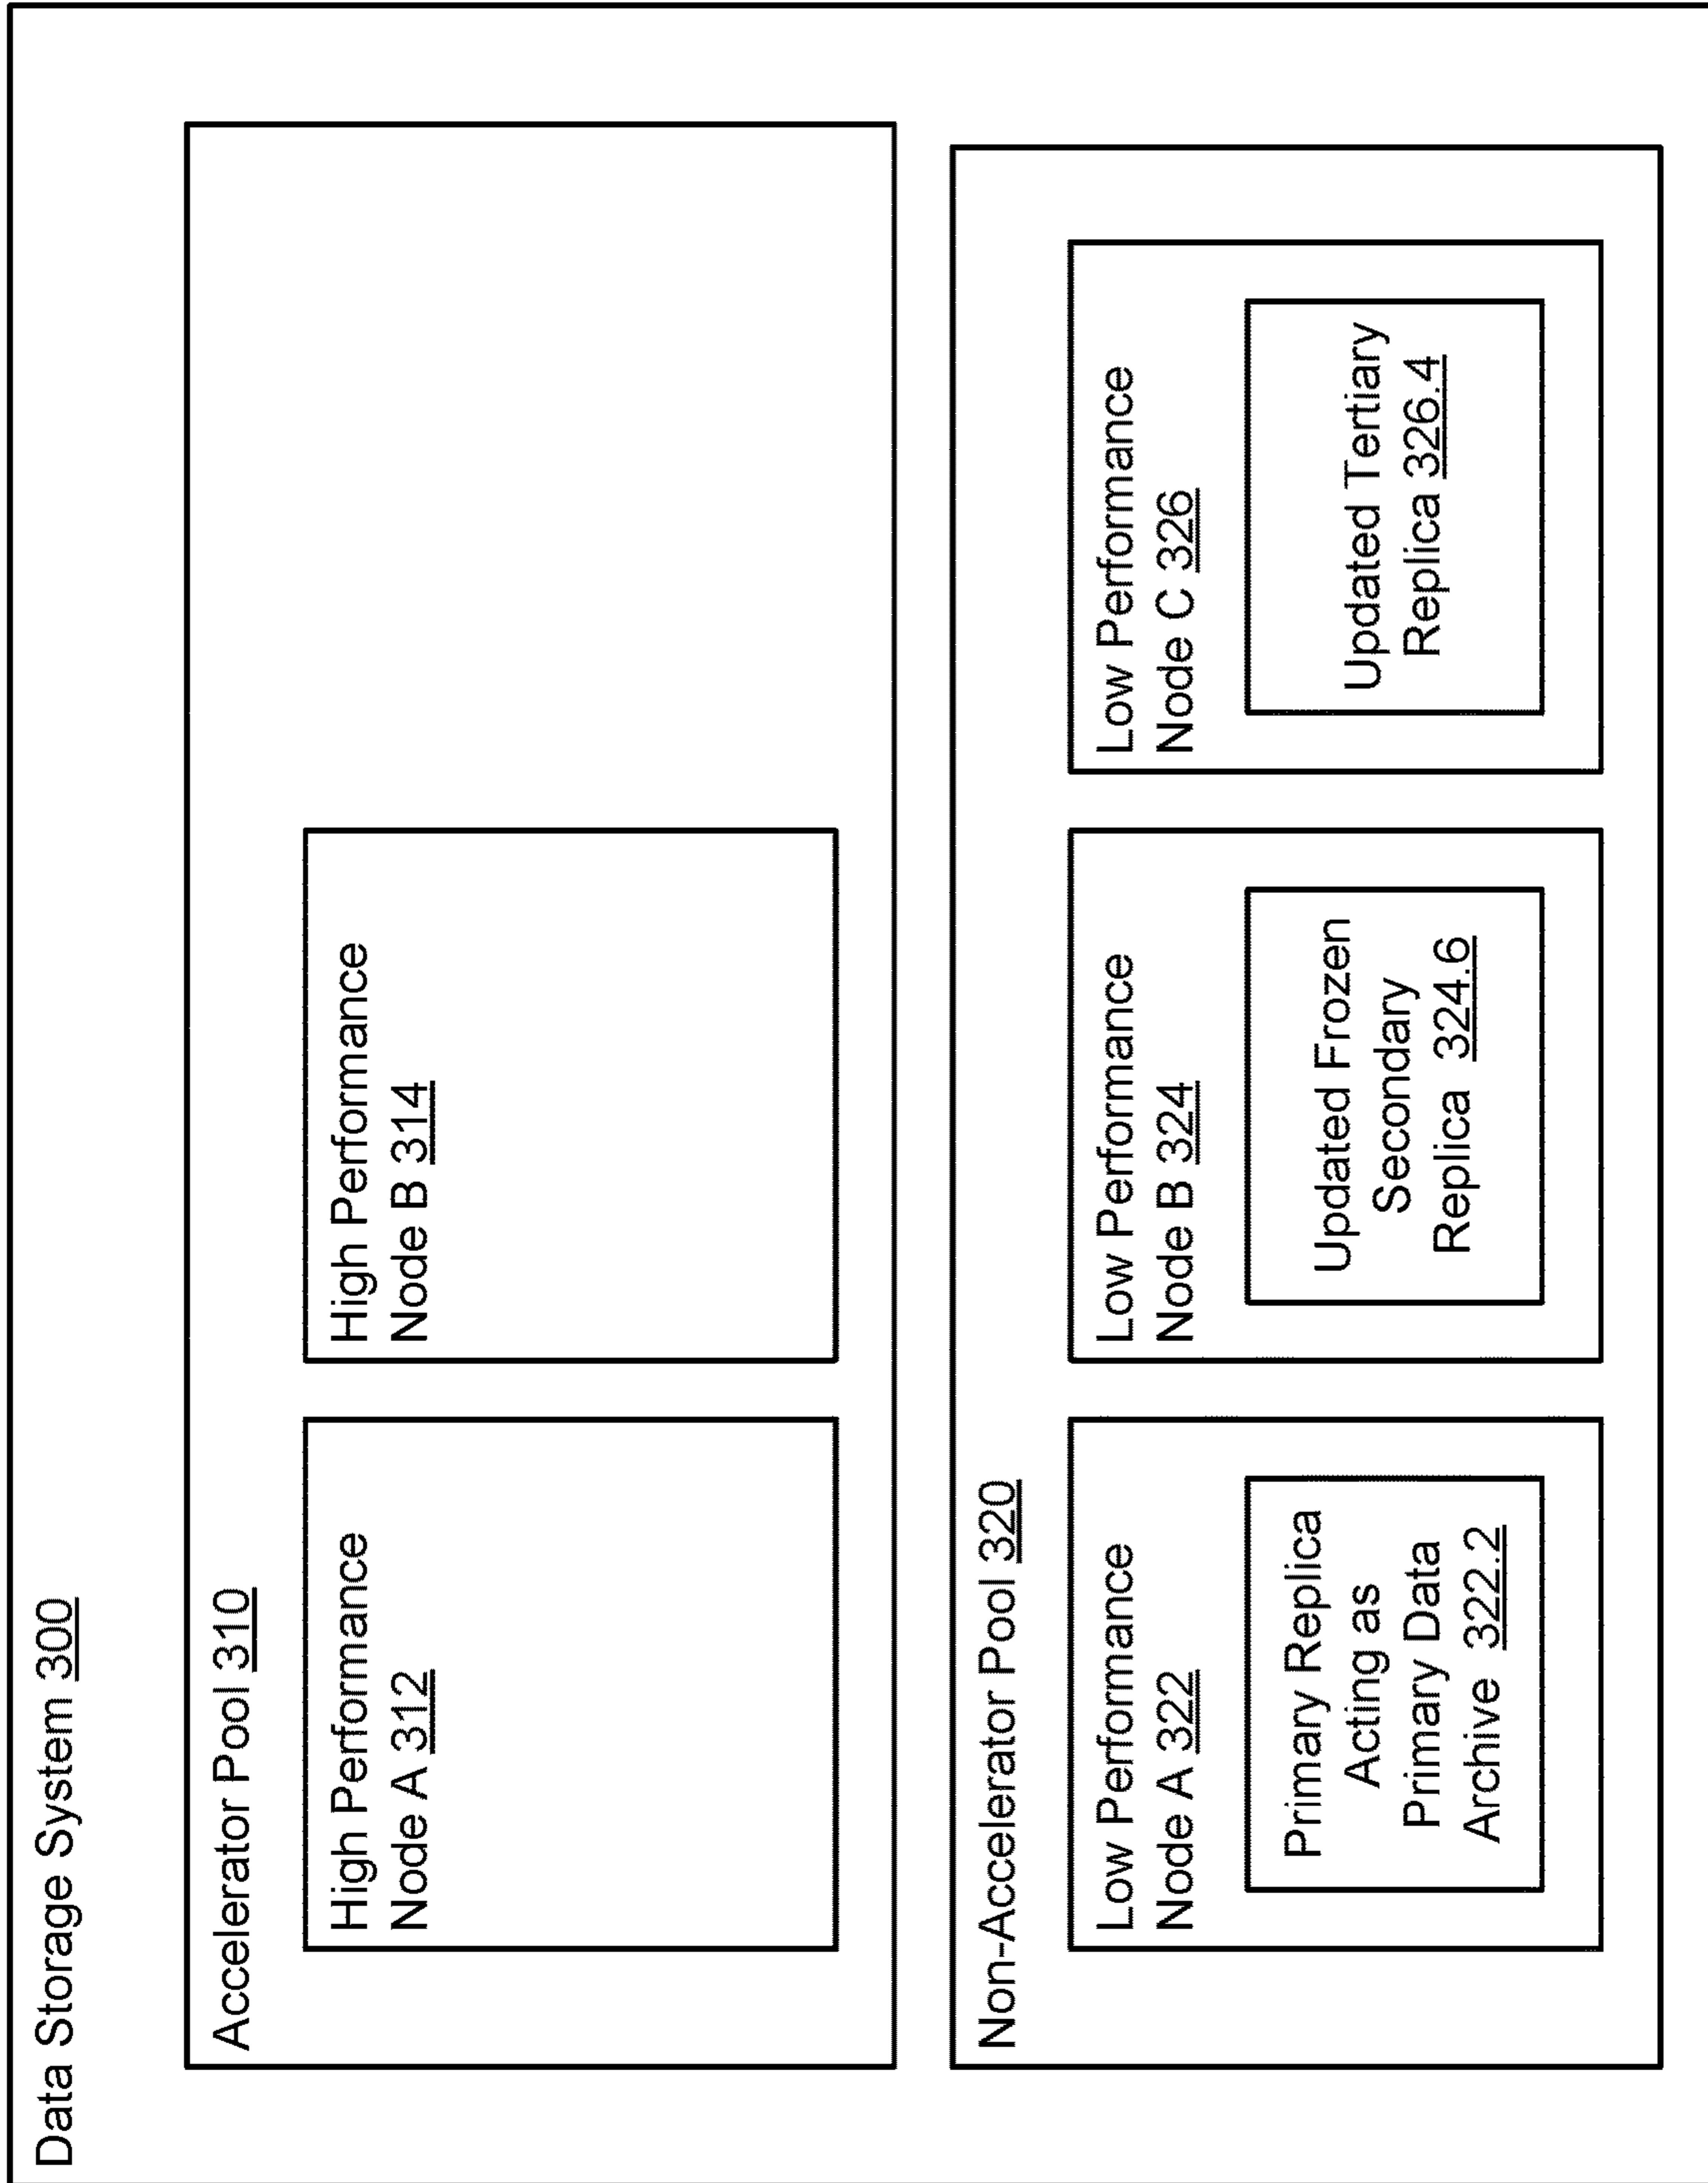 Data Storage System 300
Accelerator Pool 310
High Performance
Node A 312
High Performance
Node B 314
Non-Accelerator Pool 320
Low Performance
Node A 322
Primary Replica
Acting as
Primary Data
Archive 322.2
Low Performance
Node B 324
Updated Frozen
Secondary
Replica 324.6
Low Performance
Node C 326
Updated Tertiary
Replica 326.4